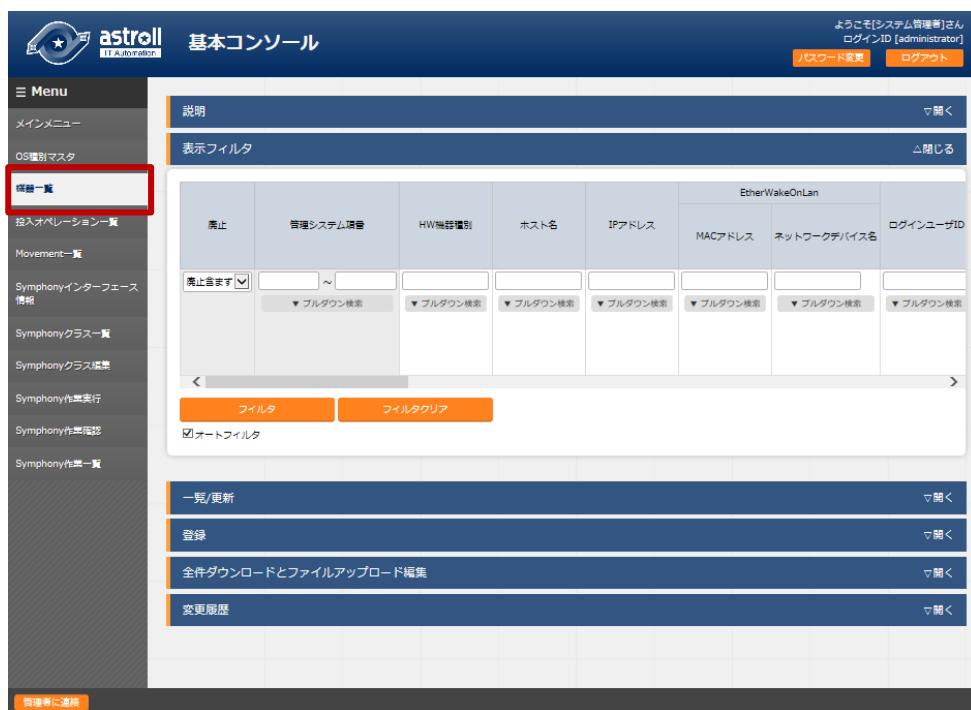 astroll
IT Automation
基本コンソール
ようこそ[システム管理者]さん
ログインID [administrator]
パスワード変更
ログアウト
☰ Menu
メインメニュー
OS種別マスタ
機器一覧
投入オペレーション一覧
Movement一覧
Symphonyインターフェース
情報
Symphonyクラス一覧
Symphonyクラス編集
Symphony作業実行
Symphony作業確認
Symphony作業一覧
説明 ▽開く
表示フィルタ △閉じる
廃止 管理システム項番 HW機器種別 ホスト名 IPアドレス EtherWakeOnLan ログインユーザID
MACアドレス ネットワークデバイス名
廃止含まず ～
▼ プルダウン検索 ▼ プルダウン検索 ▼ プルダウン検索 ▼ プルダウン検索 ▼ プルダウン検索 ▼ プルダウン検索 ▼ プルダウン検索
フィルタ フィルタクリア
☑オートフィルタ
一覧/更新 ▽開く
登録 ▽開く
全件ダウンロードとファイルアップロード編集 ▽開く
変更履歴 ▽開く
管理者に連絡